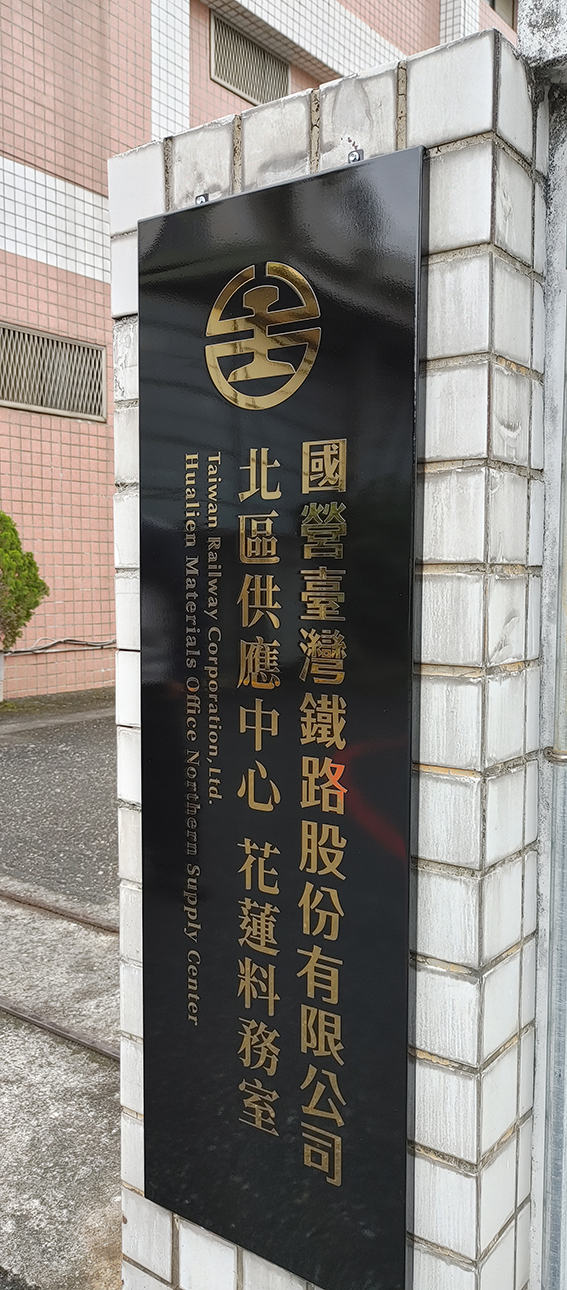 國營臺灣鐵路股份有限公司
北區供應中心 花蓮料務室
Taiwan Railway Corporation, Ltd.
Hualien Materials Office Northern Supply Center